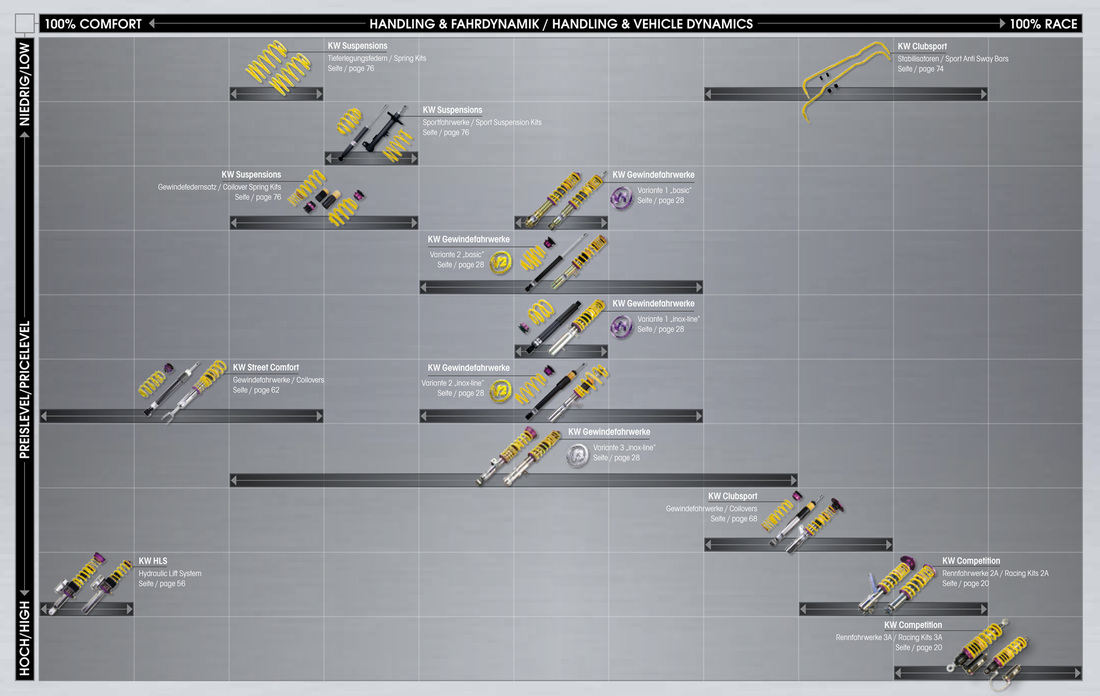 100% COMFORT
HANDLING & FAHRDYNAMIK / HANDLING & VEHICLE DYNAMICS
100% RACE
NIEDRIG/LOW
PREISLEVEL/PRICELEVEL
HOCH/HIGH
KW Suspensions
Tieferlegungsfedern / Spring Kits
Seite / page 76
KW Clubsport
Stabilisatoren / Sport Anti Sway Bars
Seite / page 74
KW Suspensions
Sportfahrwerke / Sport Suspension Kits
Seite / page 76
KW Suspensions
Gewindefedernsatz / Coilover Spring Kits
Seite / page 76
KW Gewindefahrwerke
Variante 1 „basic“
Seite / page 28
KW Gewindefahrwerke
Variante 2 „basic“
Seite / page 28
KW Gewindefahrwerke
Variante 1 „inox-line“
Seite / page 28
KW Street Comfort
Gewindefahrwerke / Coilovers
Seite / page 62
KW Gewindefahrwerke
Variante 2 „inox-line“
Seite / page 28
KW Gewindefahrwerke
Variante 3 „inox-line“
Seite / page 28
KW Clubsport
Gewindefahrwerke / Coilovers
Seite / page 68
KW HLS
Hydraulic Lift System
Seite / page 56
KW Competition
Rennfahrwerke 2A / Racing Kits 2A
Seite / page 20
KW Competition
Rennfahrwerke 3A / Racing Kits 3A
Seite / page 20